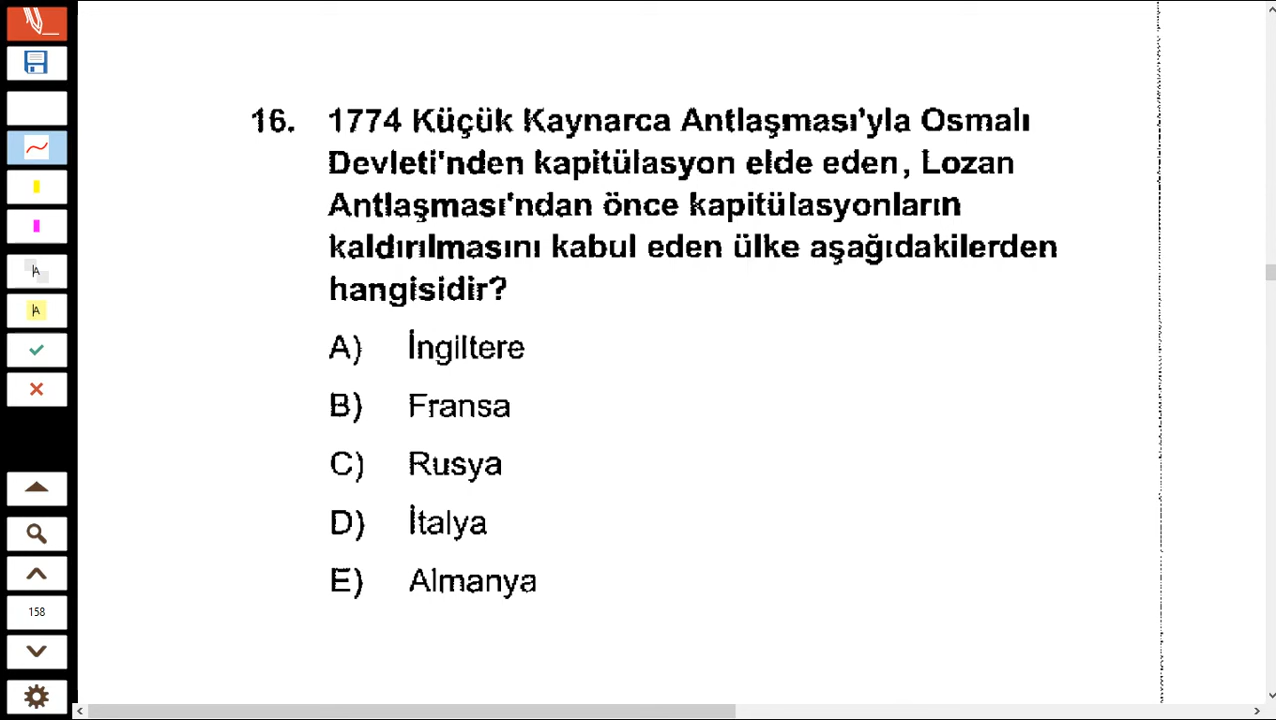 16. 1774 Küçük Kaynarca Antlaşması'yla Osmalı
Devleti'nden kapitülasyon elde eden, Lozan
Antlaşması'ndan önce kapitülasyonların
kaldırılmasını kabul eden ülke aşağıdakilerden
hangisidir?
A) İngiltere
B) Fransa
C) Rusya
D) İtalya
E) Almanya
A
A
158